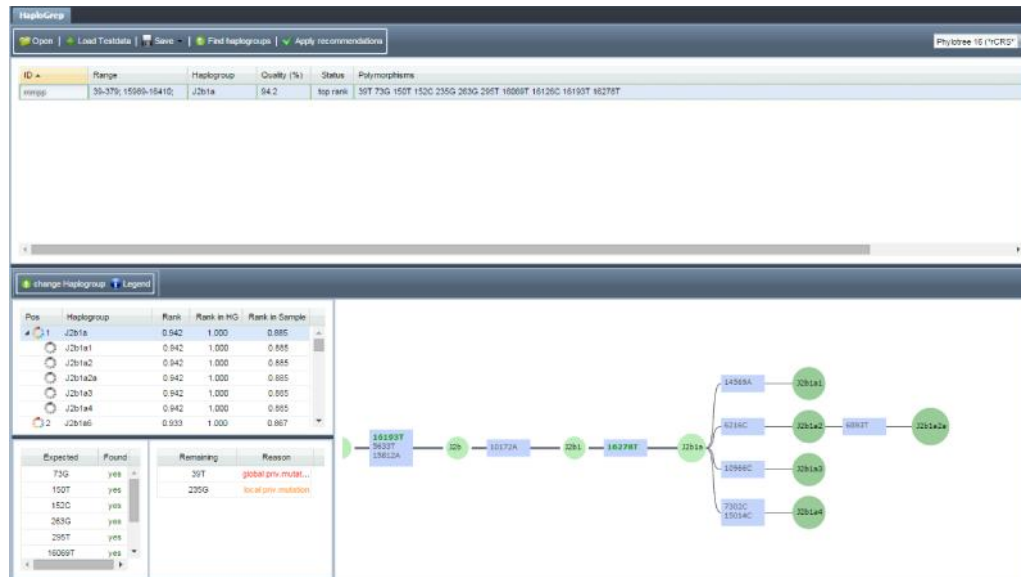 HaploGrep
Open | Load Testdata | Save | Find haplogroups | Apply recommendations
Phylotree 16 (*rCRS*
ID Range Haplogroup Quality (%) Status Polymorphisms
39-379; 15989-16410; J2b1a 94.2 top rank 39T 73G 150T 152C 235G 263G 295T 16069T 16126C 16193T 16278T
change Haplogroup Legend
Pos Haplogroup Rank Rank in HG Rank in Sample
1 J2b1a 0.942 1.000 0.885
J2b1a1 0.942 1.000 0.885
J2b1a2 0.942 1.000 0.885
J2b1a2a 0.942 1.000 0.885
J2b1a3 0.942 1.000 0.885
J2b1a4 0.942 1.000 0.885
2 J2b1a6 0.933 1.000 0.867
Expected Found
73G yes
150T yes
152C yes
263G yes
295T yes
16069T yes
Remaining Reason
39T global priv.mutat...
235G local priv.mutation
16193T
5633T
15812A
J2b
10172A
J2b1
16278T
J2b1a
14569A
J2b1a1
6216C
J2b1a2
J2b1a2a
10966C
J2b1a3
7302C
15014C
J2b1a4